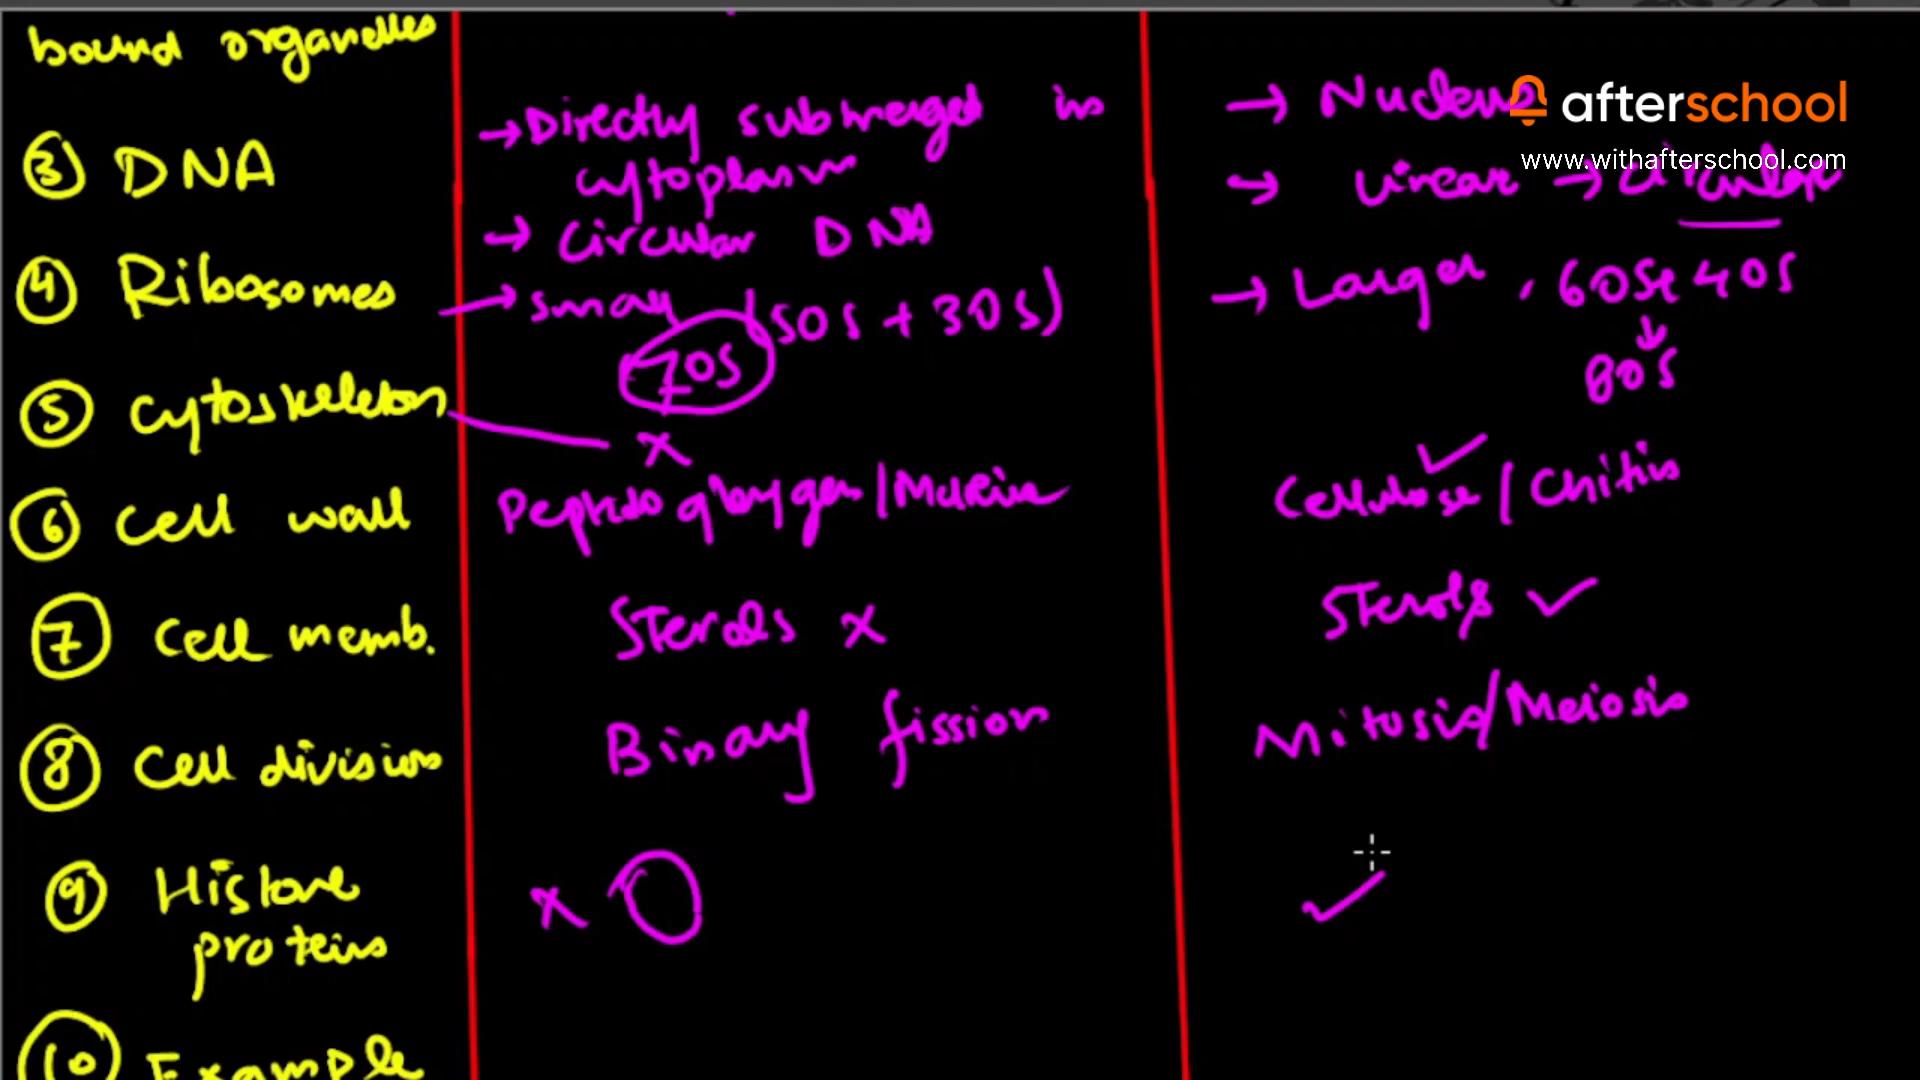 bound organelles
→ Directly submerged in cytoplasm
→ Nucleus
afterschool
www.withafterschool.com
③ DNA
→ Circular DNA
→ Linear → circular
④ Ribosomes
→ small (50s + 30s)
70s
→ Larger . 60s 40s
↓
80s
⑤ Cytoskeleton
x
✓
⑥ Cell wall
/
Cellulose / Chitin
⑦ Cell memb.
Sterols x
Sterols ✓
⑧ Cell division
Binary fission
Mitosis/Meiosis
⑨ Histone proteins
x
✓
⑩ Example